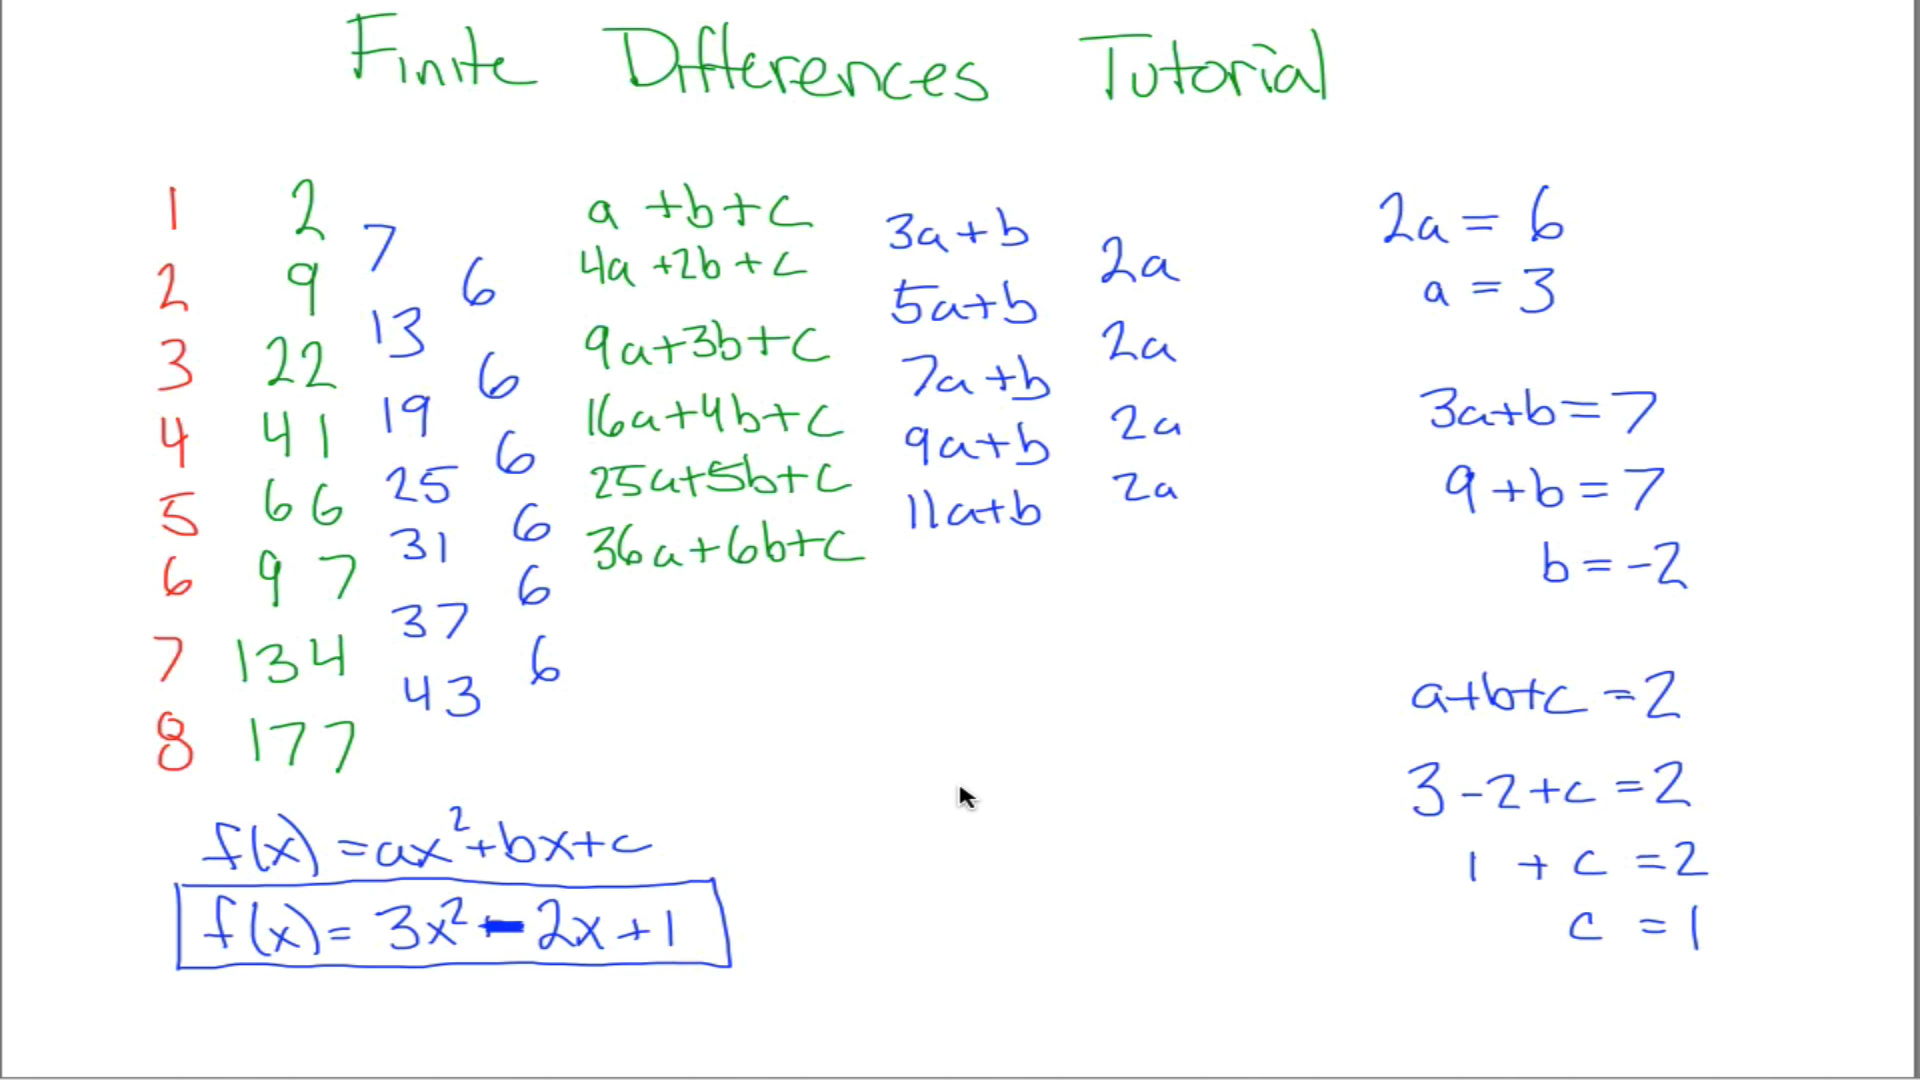 Finite Differences Tutorial
1 2
7
2 9
6
13
3 22
6
19
4 41
6
25
5 66
6
31
6 97
6
37
7 134
6
43
8 177
a +b+c
4a +2b+c
9a+3b+c
16a+4b+c
25a+5b+c
36a+6b+c
3a+b
5a+b
7a+b
9a+b
11a+b
2a
2a
2a
2a
2a = 6
a = 3
3a+b=7
9+b=7
b=-2
a+b+c=2
3-2+c=2
1 + c =2
c =1
f(x)=ax²+bx+c
f(x)= 3x²-2x+1